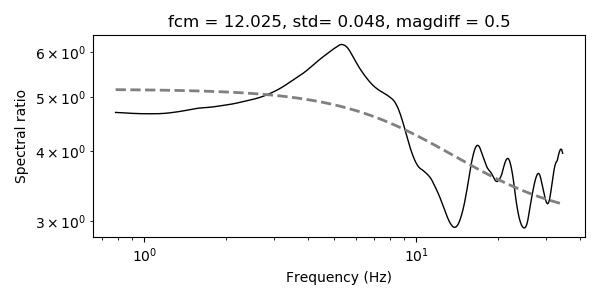 fcm = 12.025, std= 0.048, magdiff = 0.5
Spectral ratio
6 × 10⁰
5 × 10⁰
4 × 10⁰
3 × 10⁰
10⁰ 10¹
Frequency (Hz)